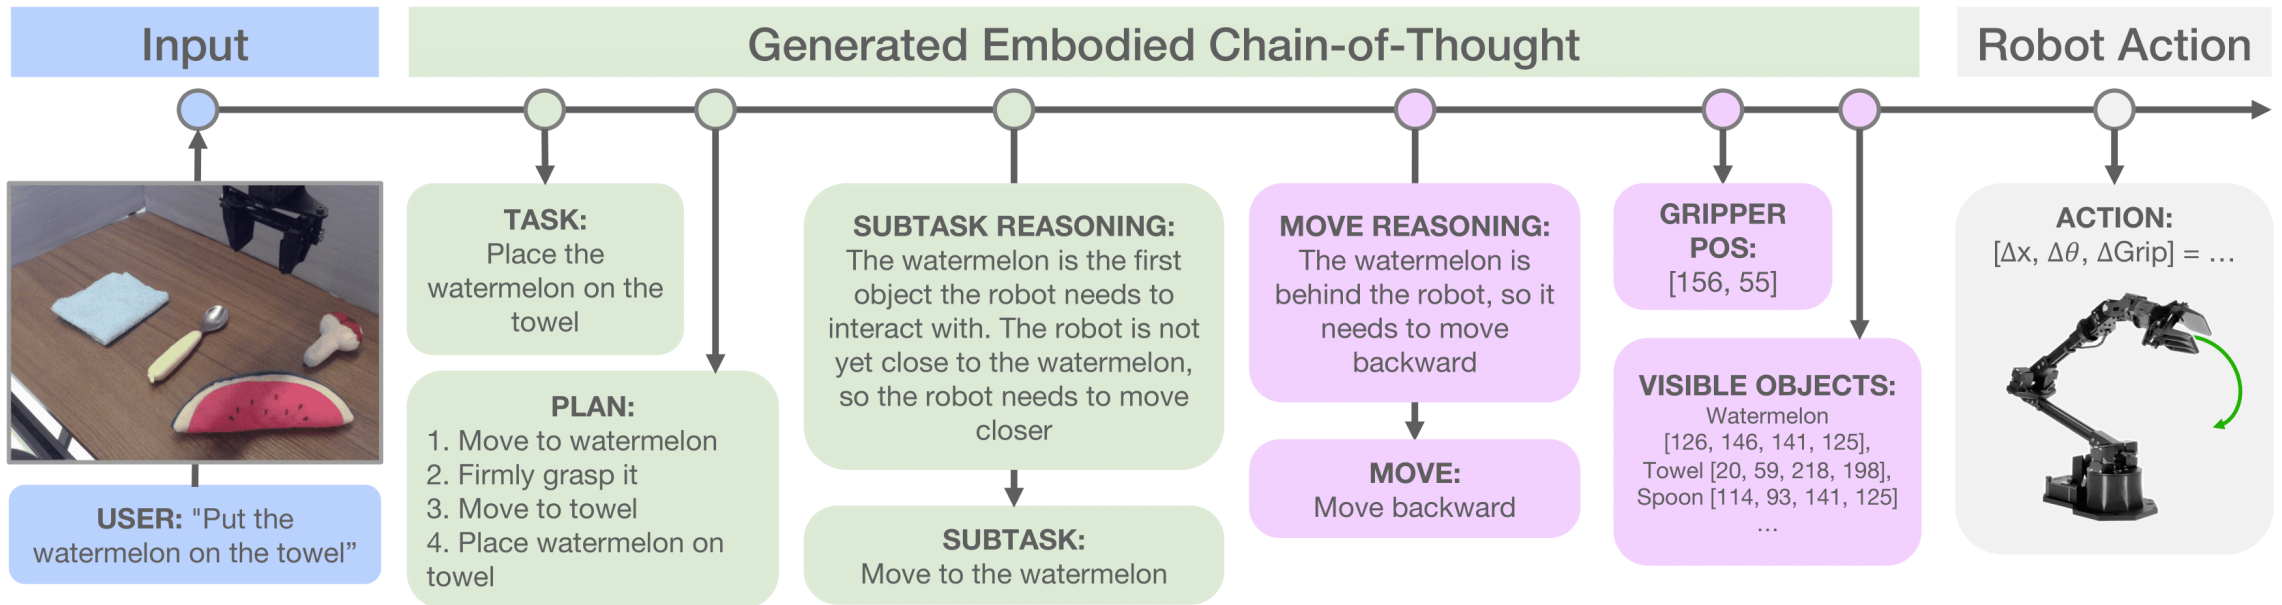 Input
Generated Embodied Chain-of-Thought
Robot Action
USER: "Put the
watermelon on the towel”
TASK:
Place the
watermelon on the
towel
PLAN:
1. Move to watermelon
2. Firmly grasp it
3. Move to towel
4. Place watermelon on
towel
SUBTASK REASONING:
The watermelon is the first
object the robot needs to
interact with. The robot is not
yet close to the watermelon,
so the robot needs to move
closer
SUBTASK:
Move to the watermelon
MOVE REASONING:
The watermelon is
behind the robot, so it
needs to move
backward
MOVE:
Move backward
GRIPPER
POS:
[156, 55]
VISIBLE OBJECTS:
Watermelon
[126, 146, 141, 125],
Towel [20, 59, 218, 198],
Spoon [114, 93, 141, 125]
...
ACTION:
[Δx, Δθ, ΔGrip] = ...